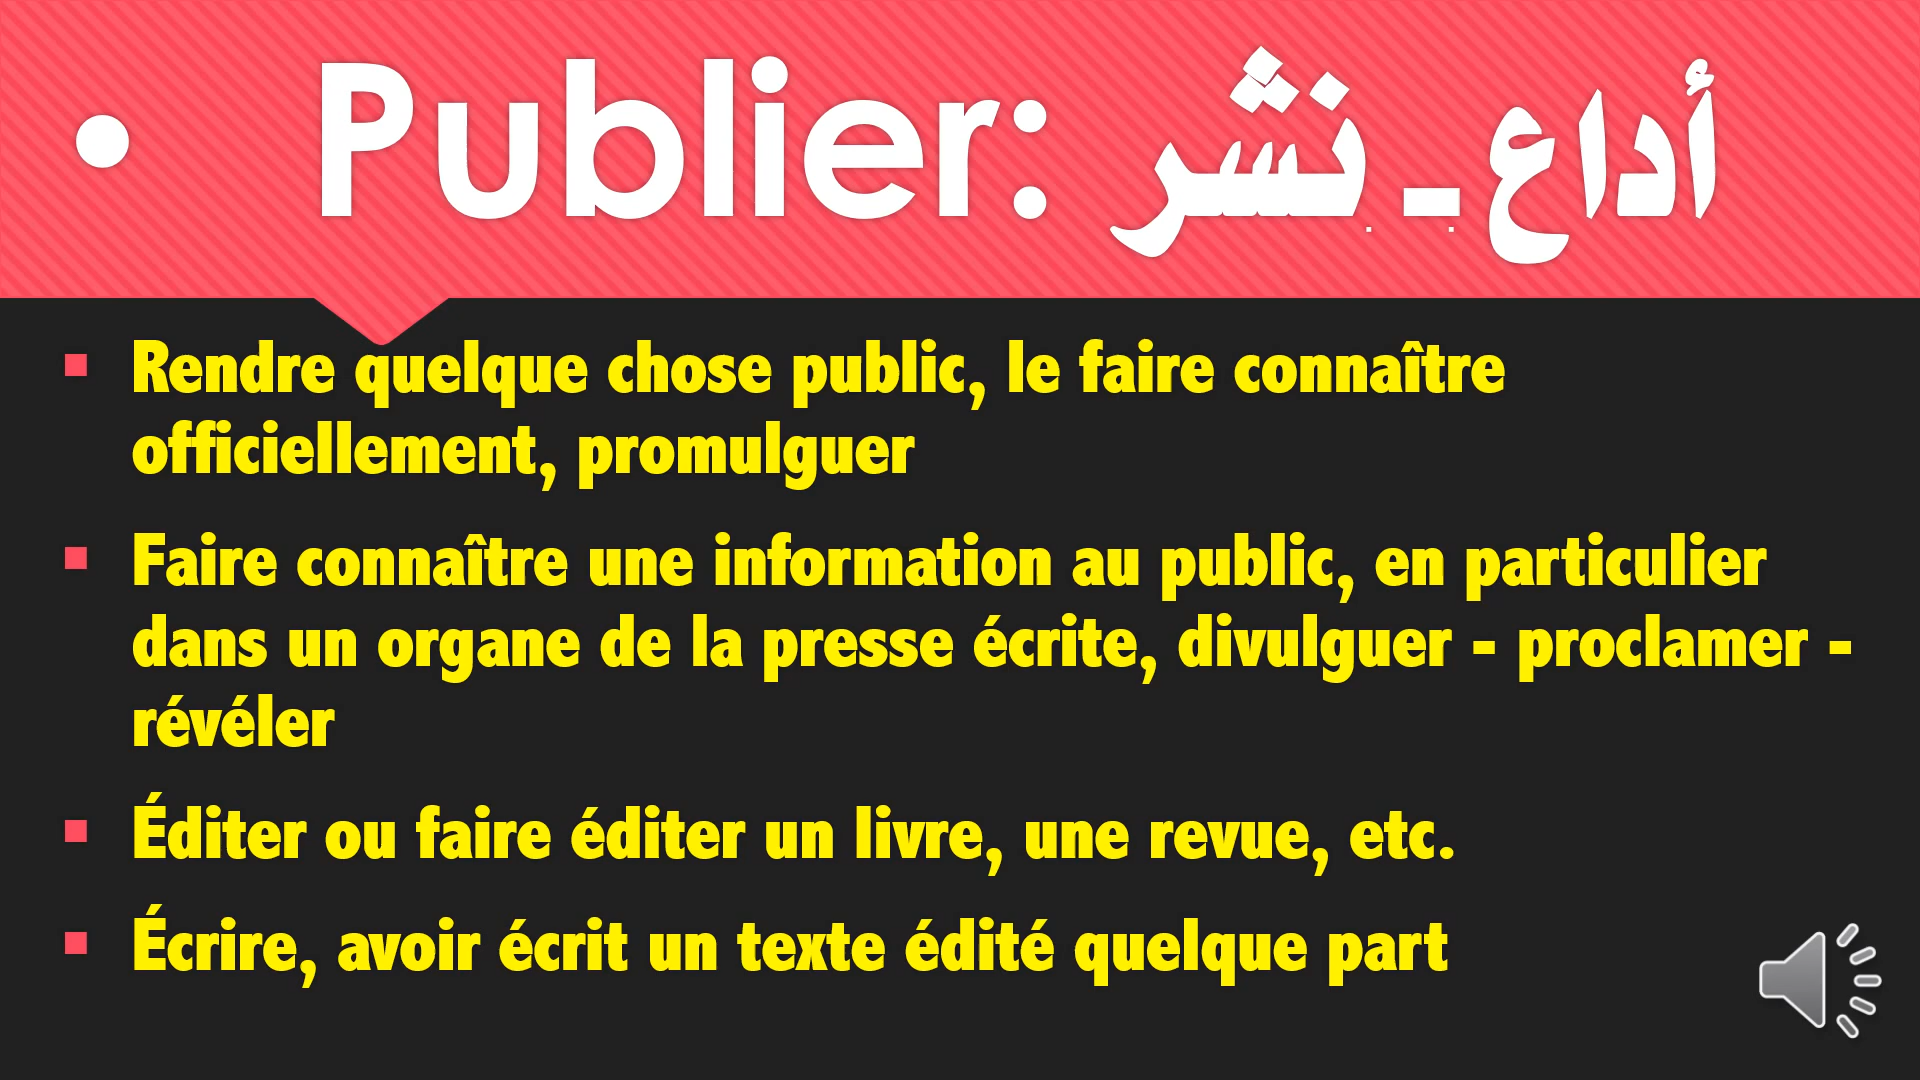 • Publier: أداع - نشر
▪ Rendre quelque chose public, le faire connaître
officiellement, promulguer
▪ Faire connaître une information au public, en particulier
dans un organe de la presse écrite, divulguer - proclamer -
révéler
▪ Éditer ou faire éditer un livre, une revue, etc.
▪ Écrire, avoir écrit un texte édité quelque part